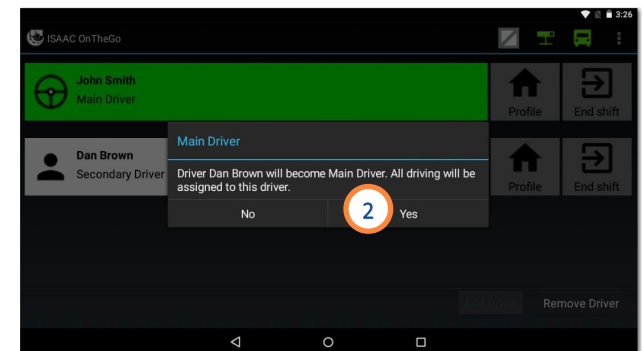 3:26
ISAAC OnTheGo
John Smith
Main Driver
Profile
End shift
Main Driver
Dan Brown
Secondary Driver
Driver Dan Brown will become Main Driver. All driving will be
assigned to this driver.
Profile
End shift
No
2
Yes
Add Driver
Remove Driver